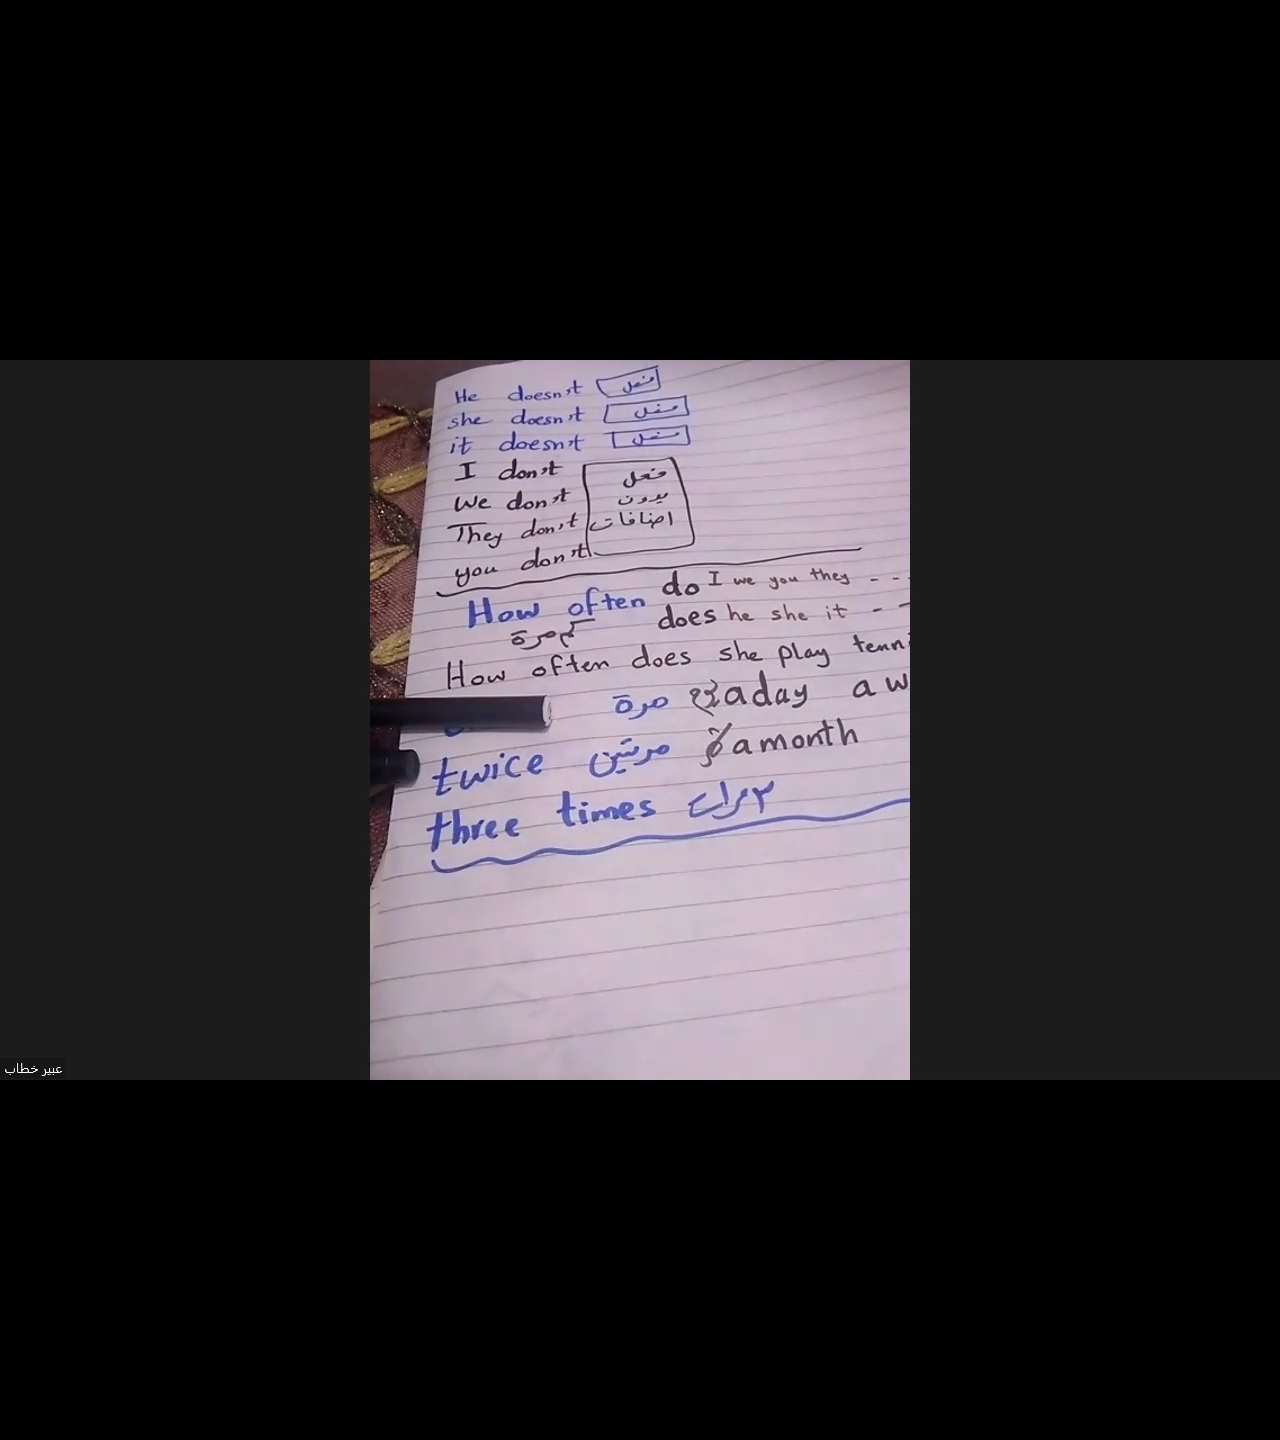 He doesn't فعل
she doesn't فعل
it doesn't فعل
I don't فعل
We don't بدون
They don't اضافات
you don't
How often do I we you they - - -
كم مرة does he she it - -
How often does she play tenni
مرة a day a w
twice مرتين a month
three times ٣ مرات
عبير خطاب